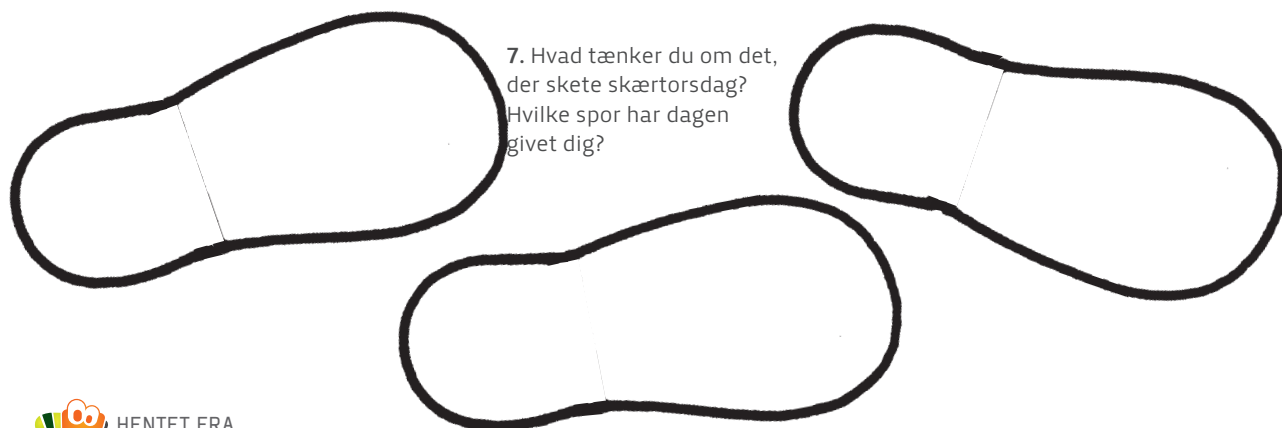 7. Hvad tænker du om det,
der skete skærtorsdag?
Hvilke spor har dagen
givet dig?
HENTET FRA